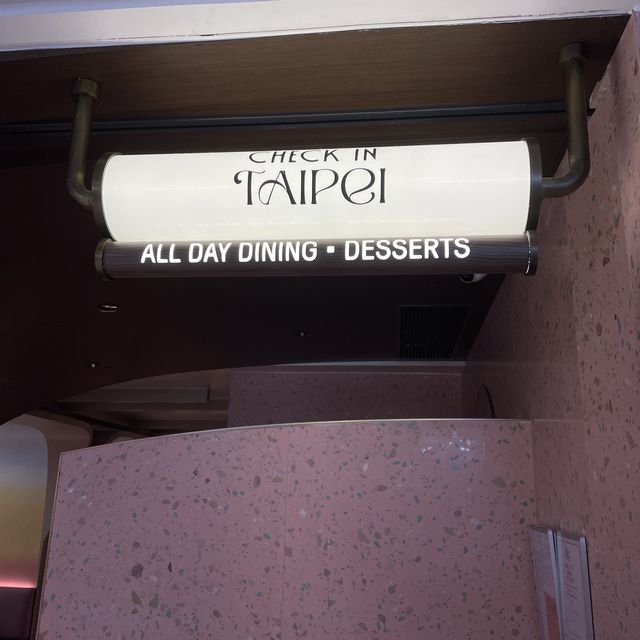 CHECK IN
TAIPEI
ALL DAY DINING ▪ DESSERTS